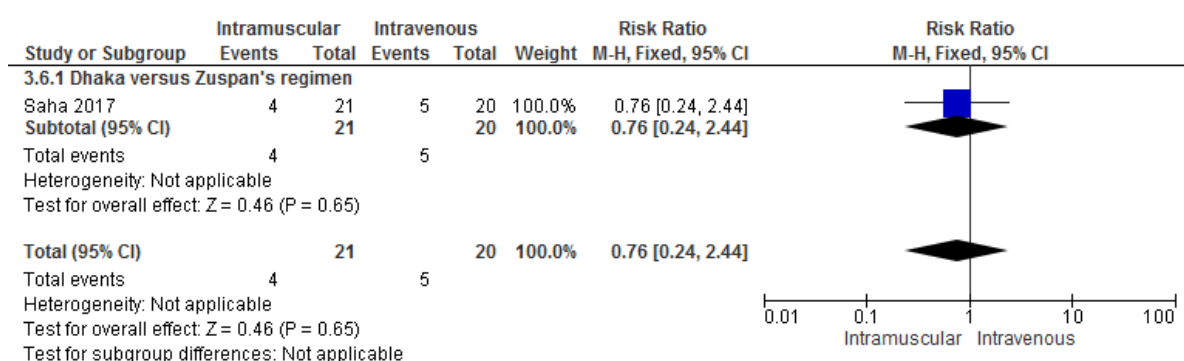 Intramuscular Intravenous Risk Ratio Risk Ratio
Study or Subgroup Events Total Events Total Weight M-H, Fixed, 95% CI M-H, Fixed, 95% CI
3.6.1 Dhaka versus Zuspan's regimen
Saha 2017 4 21 5 20 100.0% 0.76 [0.24, 2.44]
Subtotal (95% CI) 21 20 100.0% 0.76 [0.24, 2.44]
Total events 4 5
Heterogeneity: Not applicable
Test for overall effect: Z = 0.46 (P = 0.65)
Total (95% CI) 21 20 100.0% 0.76 [0.24, 2.44]
Total events 4 5
Heterogeneity: Not applicable
Test for overall effect: Z = 0.46 (P = 0.65)
Test for subgroup differences: Not applicable
0.01 0.1 1 10 100
Intramuscular Intravenous